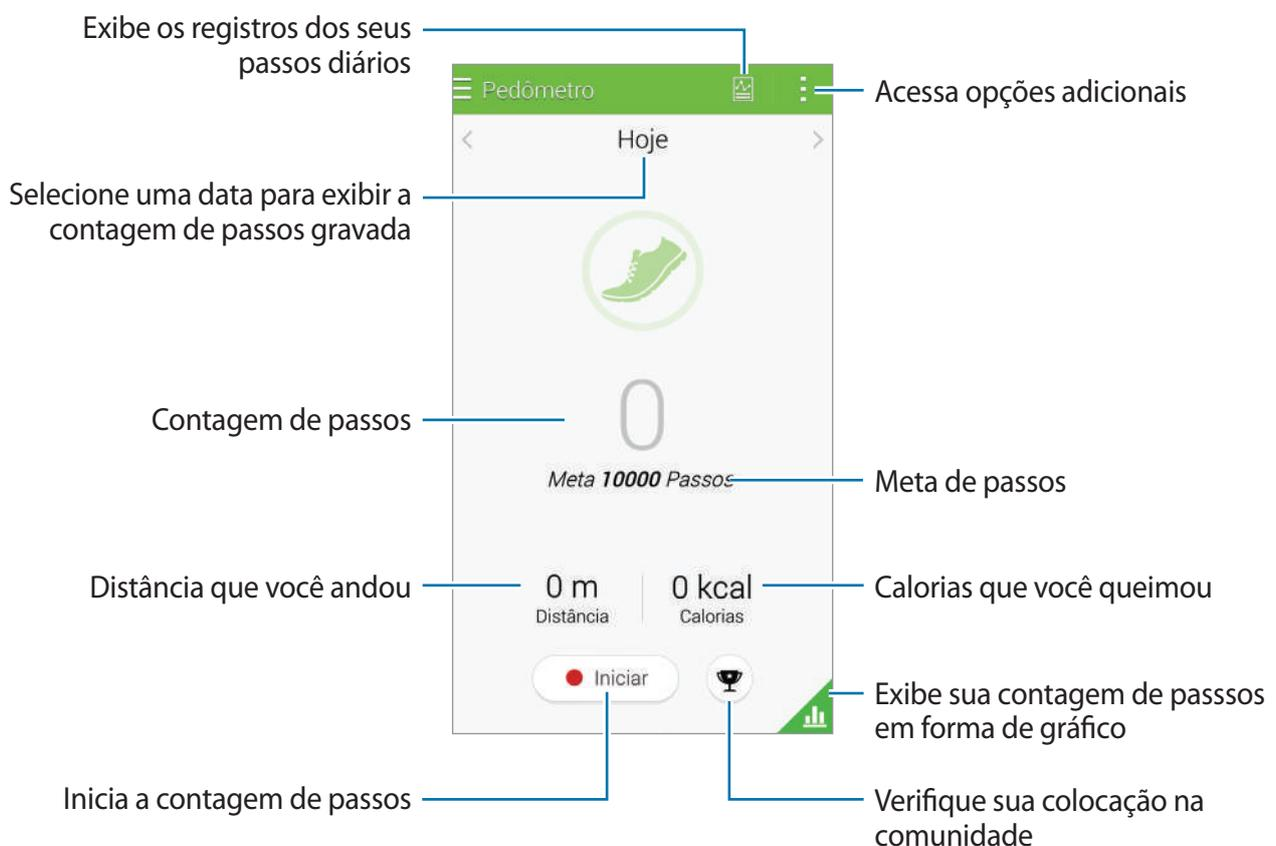 Exibe os registros dos seus
passos diários
Pedômetro
Acessa opções adicionais
Hoje
Selecione uma data para exibir a
contagem de passos gravada
0
Contagem de passos
Meta 10000 Passos
Meta de passos
Distância que você andou
0 m
Distância
0 kcal
Calorias
Calorias que você queimou
Iniciar
Exibe sua contagem de passsos
em forma de gráfico
Inicia a contagem de passos
Verifique sua colocação na
comunidade